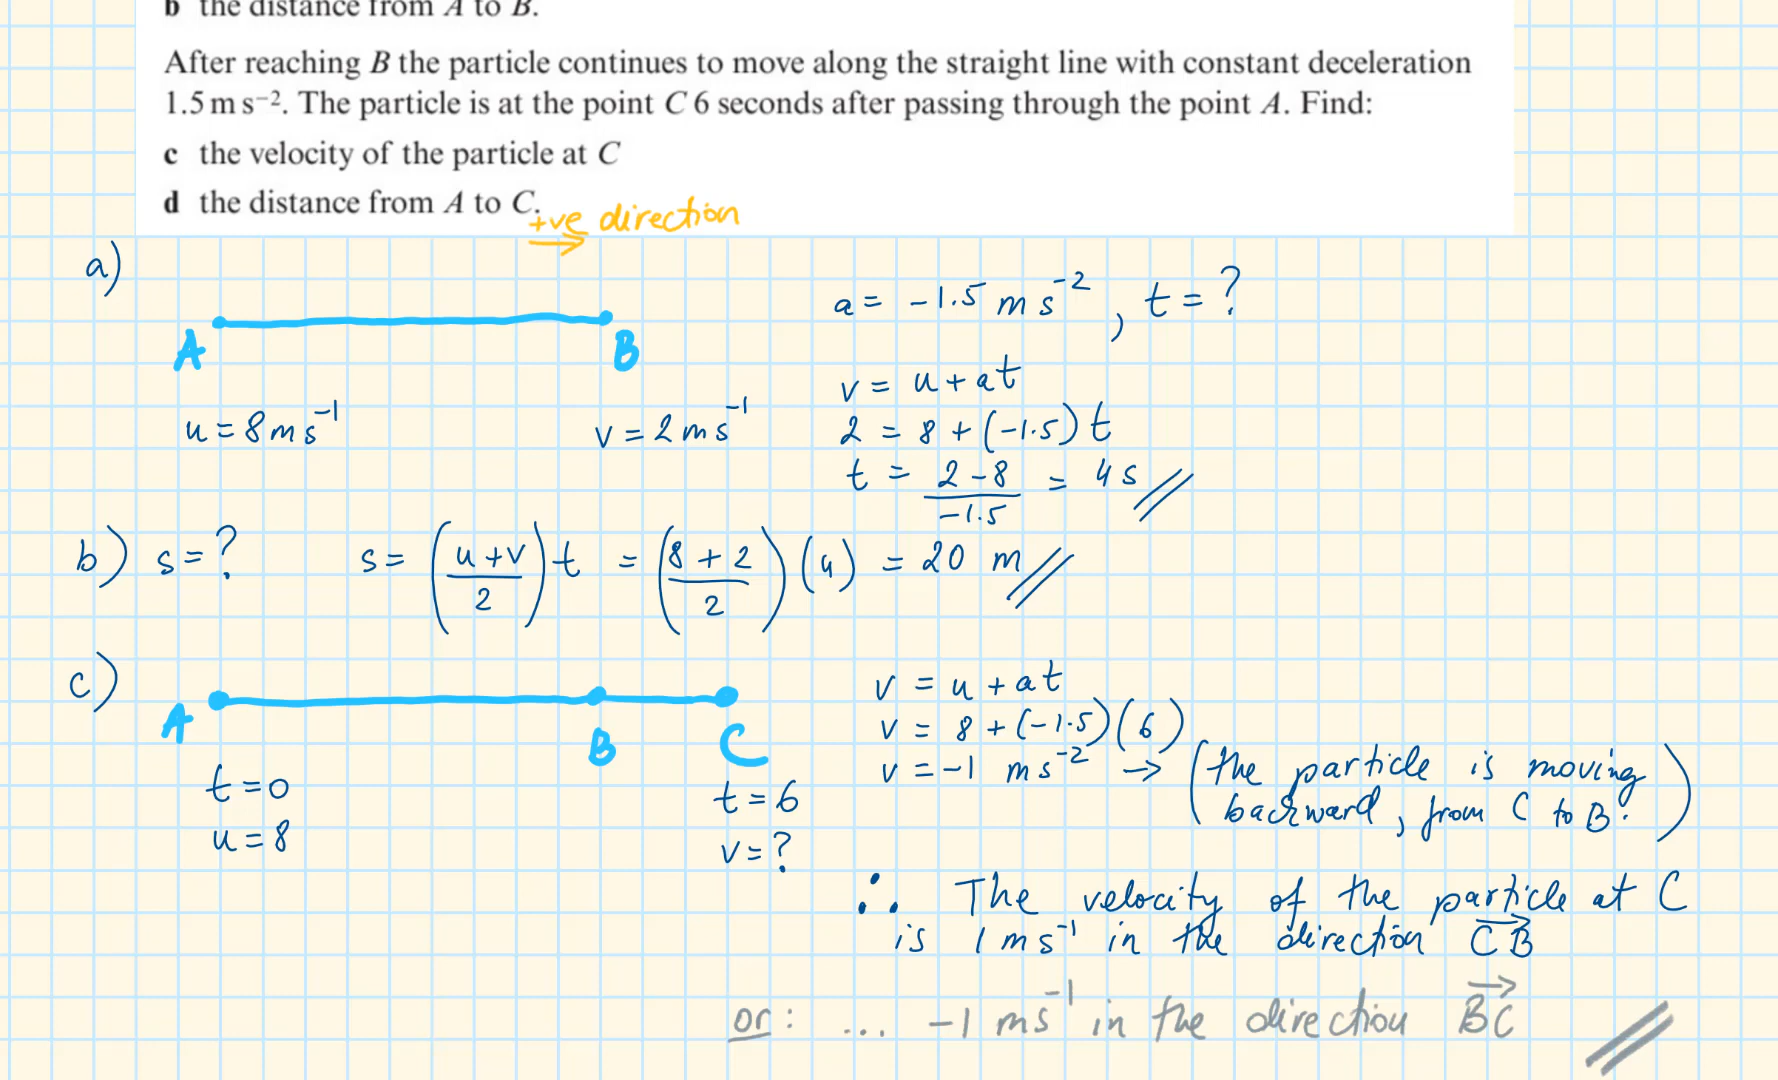 b the distance from A to B.
After reaching B the particle continues to move along the straight line with constant deceleration
1.5 m s⁻². The particle is at the point C 6 seconds after passing through the point A. Find:
c the velocity of the particle at C
d the distance from A to C.
+ve direction
a)
A B
u = 8 m s⁻¹ v = 2 m s⁻¹
a = -1.5 m s⁻² , t = ?
v = u + at
2 = 8 + (-1.5) t
t = (2 - 8)/(-1.5) = 4 s
b) s = ? s = ((u + v)/2) t = ((8 + 2)/2) (4) = 20 m
c)
A B C
t = 0 t = 6
u = 8 v = ?
v = u + at
v = 8 + (-1.5)(6)
v = -1 m s⁻² → (the particle is moving
backward, from C to B.)
∴ The velocity of the particle at C
is 1 m s⁻¹ in the direction C⃗B⃗
or: ... -1 m s⁻¹ in the direction B⃗C⃗